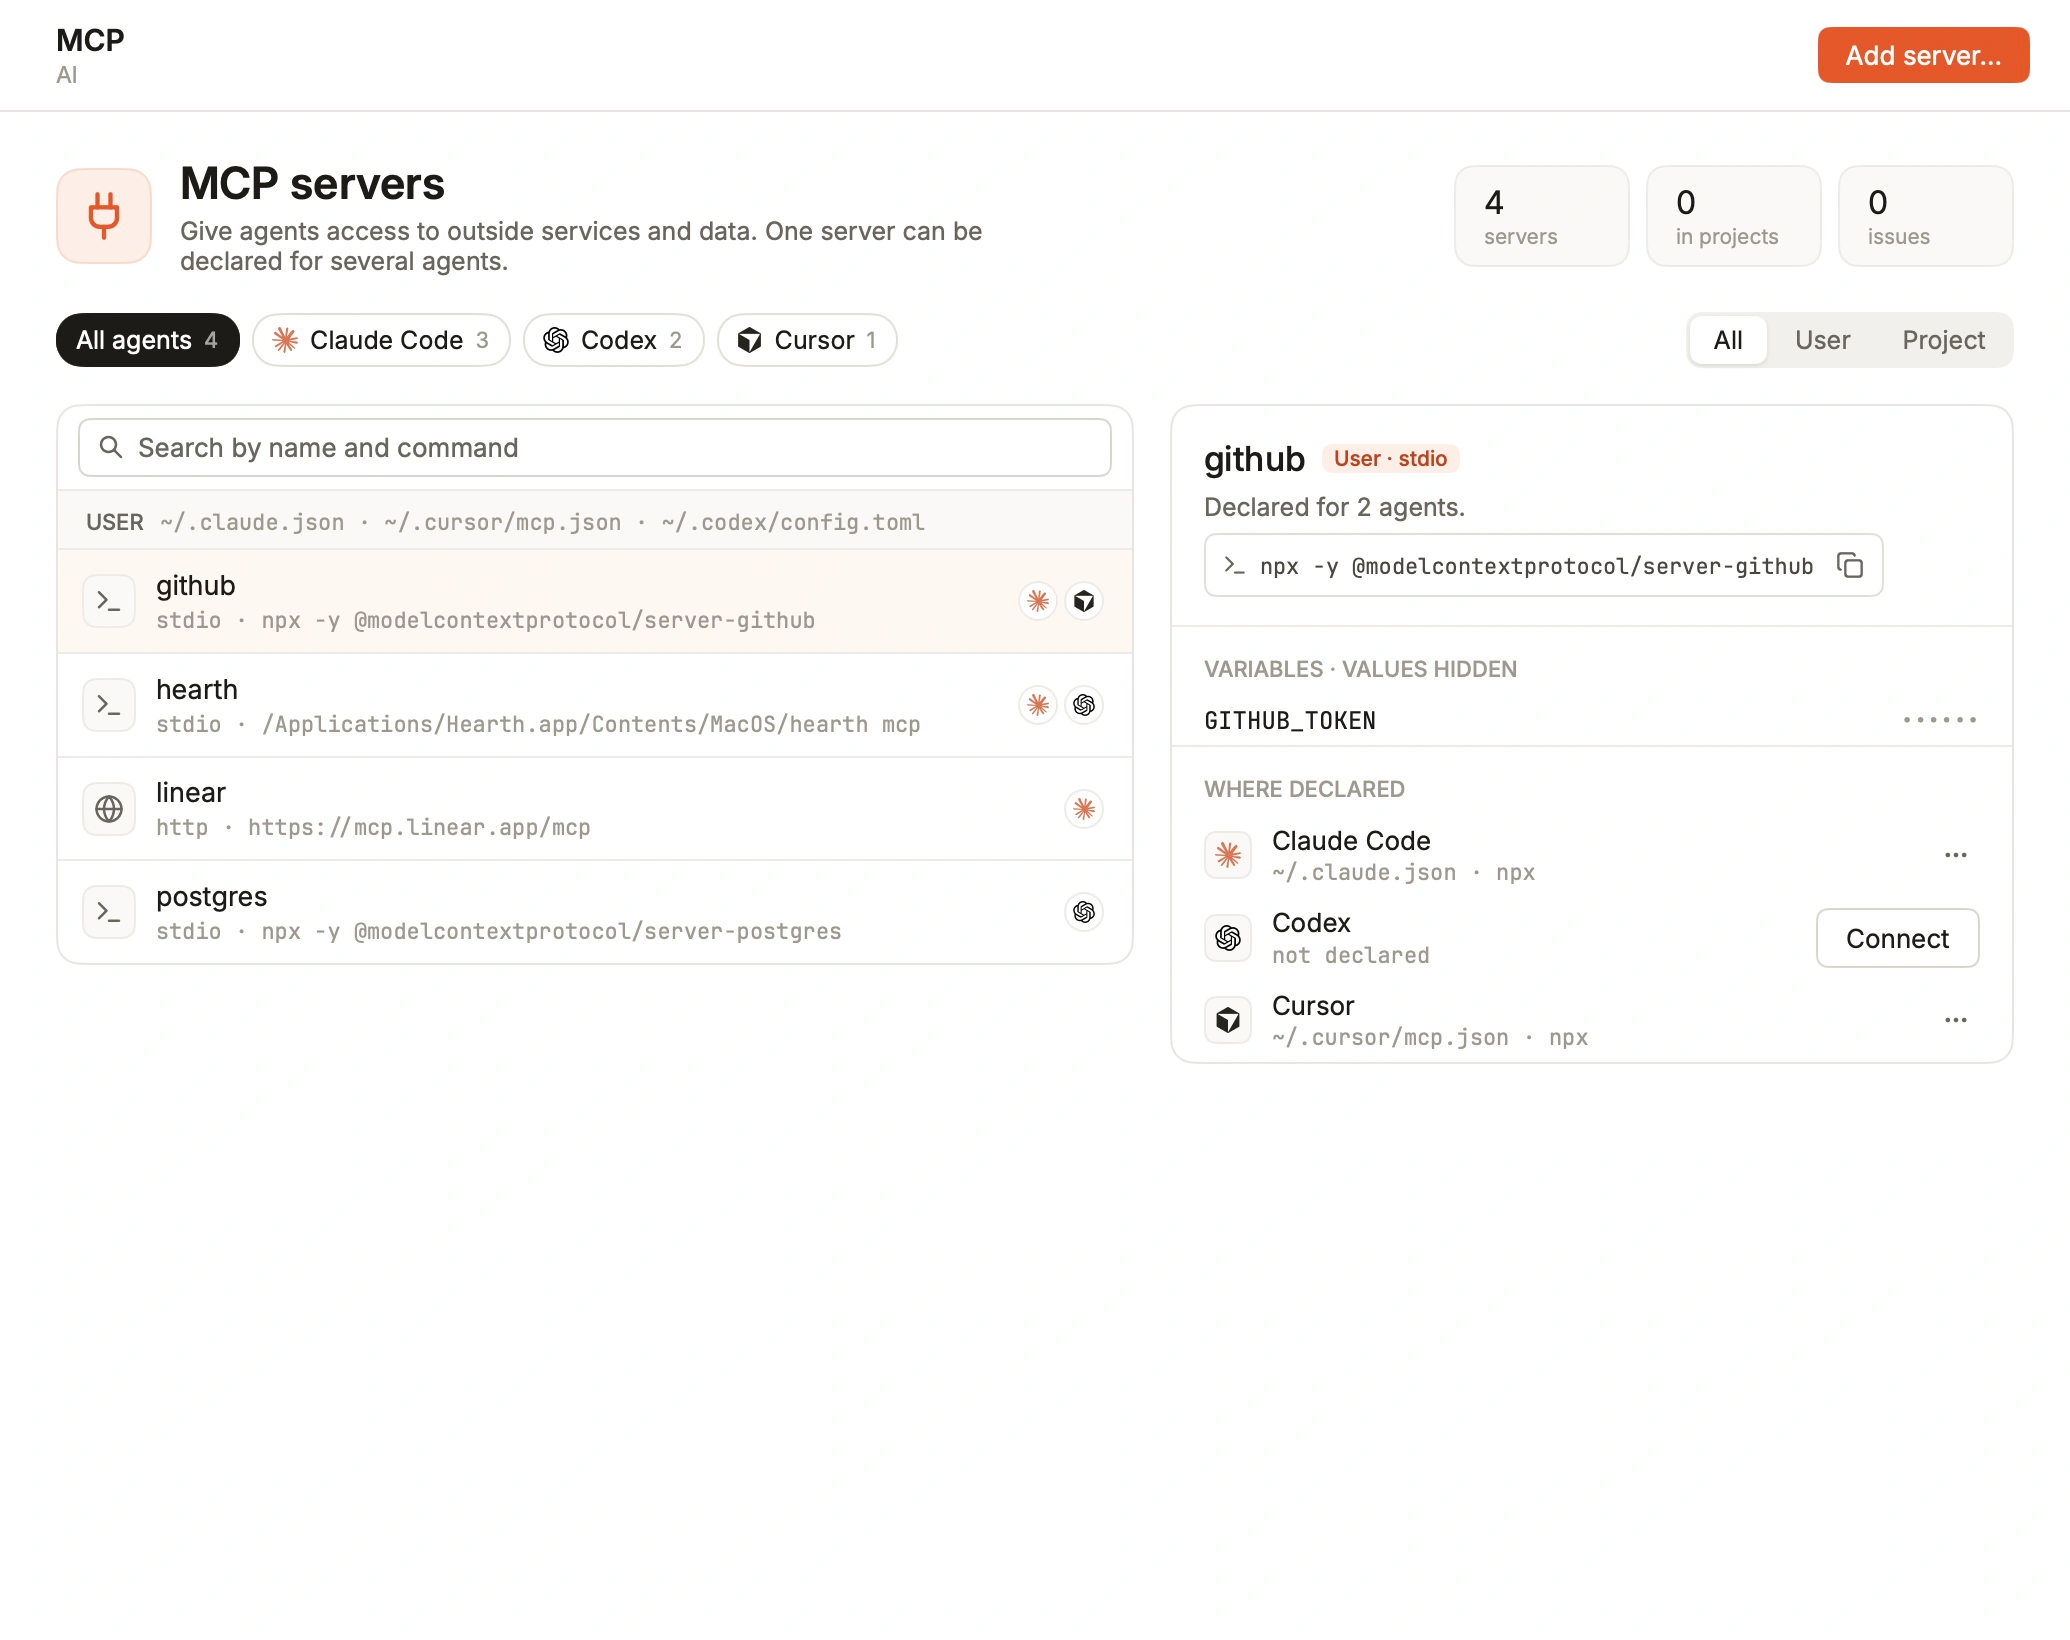 MCP
AI
Add server...
MCP servers
Give agents access to outside services and data. One server can be
declared for several agents.
4
servers
0
in projects
0
issues
All agents 4
Claude Code 3
Codex 2
Cursor 1
All
User
Project
Search by name and command
USER ~/.claude.json · ~/.cursor/mcp.json · ~/.codex/config.toml
github
stdio · npx -y @modelcontextprotocol/server-github
hearth
stdio · /Applications/Hearth.app/Contents/MacOS/hearth mcp
linear
http · https://mcp.linear.app/mcp
postgres
stdio · npx -y @modelcontextprotocol/server-postgres
github User · stdio
Declared for 2 agents.
npx -y @modelcontextprotocol/server-github
VARIABLES · VALUES HIDDEN
GITHUB_TOKEN ······
WHERE DECLARED
Claude Code
~/.claude.json · npx
Codex
not declared
Connect
Cursor
~/.cursor/mcp.json · npx